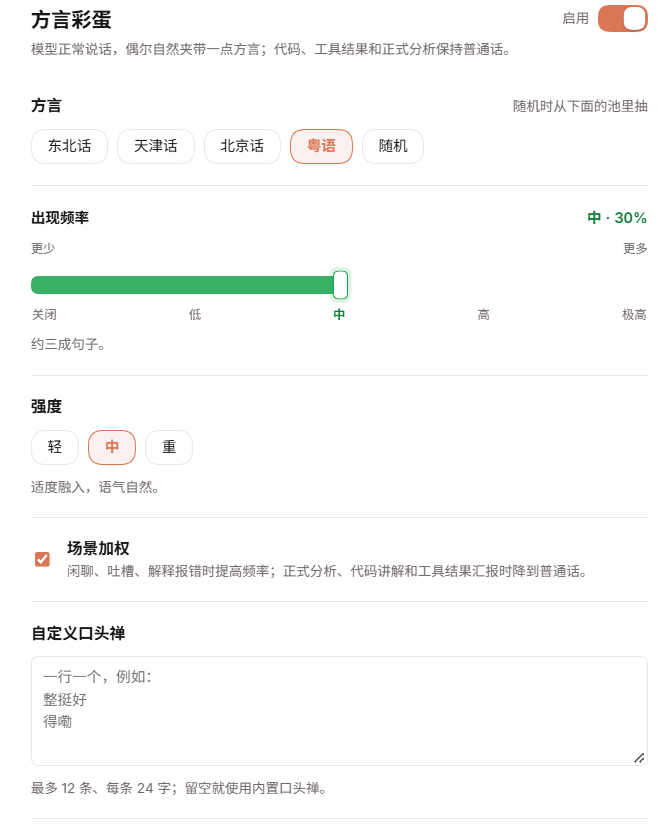 方言彩蛋
启用
模型正常说话，偶尔自然夹带一点方言；代码、工具结果和正式分析保持普通话。
方言
随机时从下面的池里抽
东北话 天津话 北京话 粤语 随机
出现频率
中 · 30%
更少 更多
关闭 低 中 高 极高
约三成句子。
强度
轻 中 重
适度融入，语气自然。
场景加权
闲聊、吐槽、解释报错时提高频率；正式分析、代码讲解和工具结果汇报时降到普通话。
自定义口头禅
一行一个，例如：
整挺好
得嘞
最多 12 条、每条 24 字；留空就使用内置口头禅。